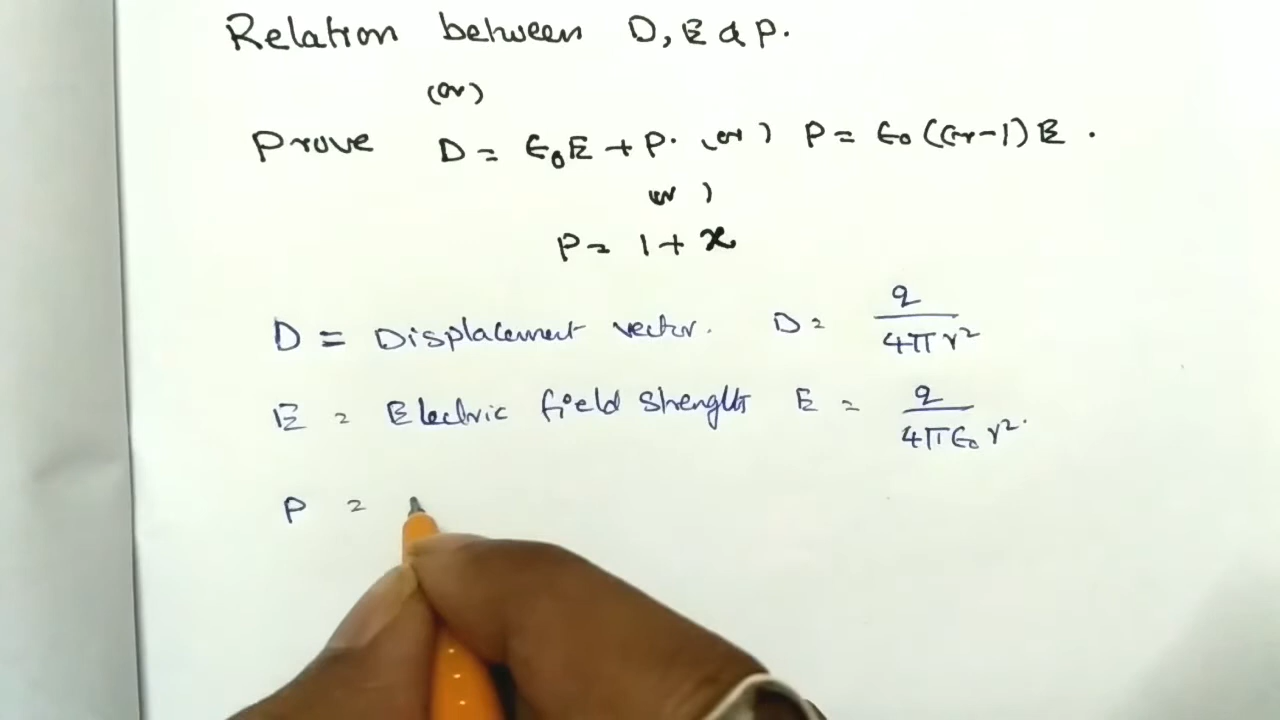 Relation between D, E & P.
(or)
Prove D = ϵ₀E + P. (or) P = ϵ₀(ϵr-1)E.
(or)
P = 1 + x
D = Displacement vector. D = q/4πr²
E = Electric field strength E = q/4πϵ₀r².
P =